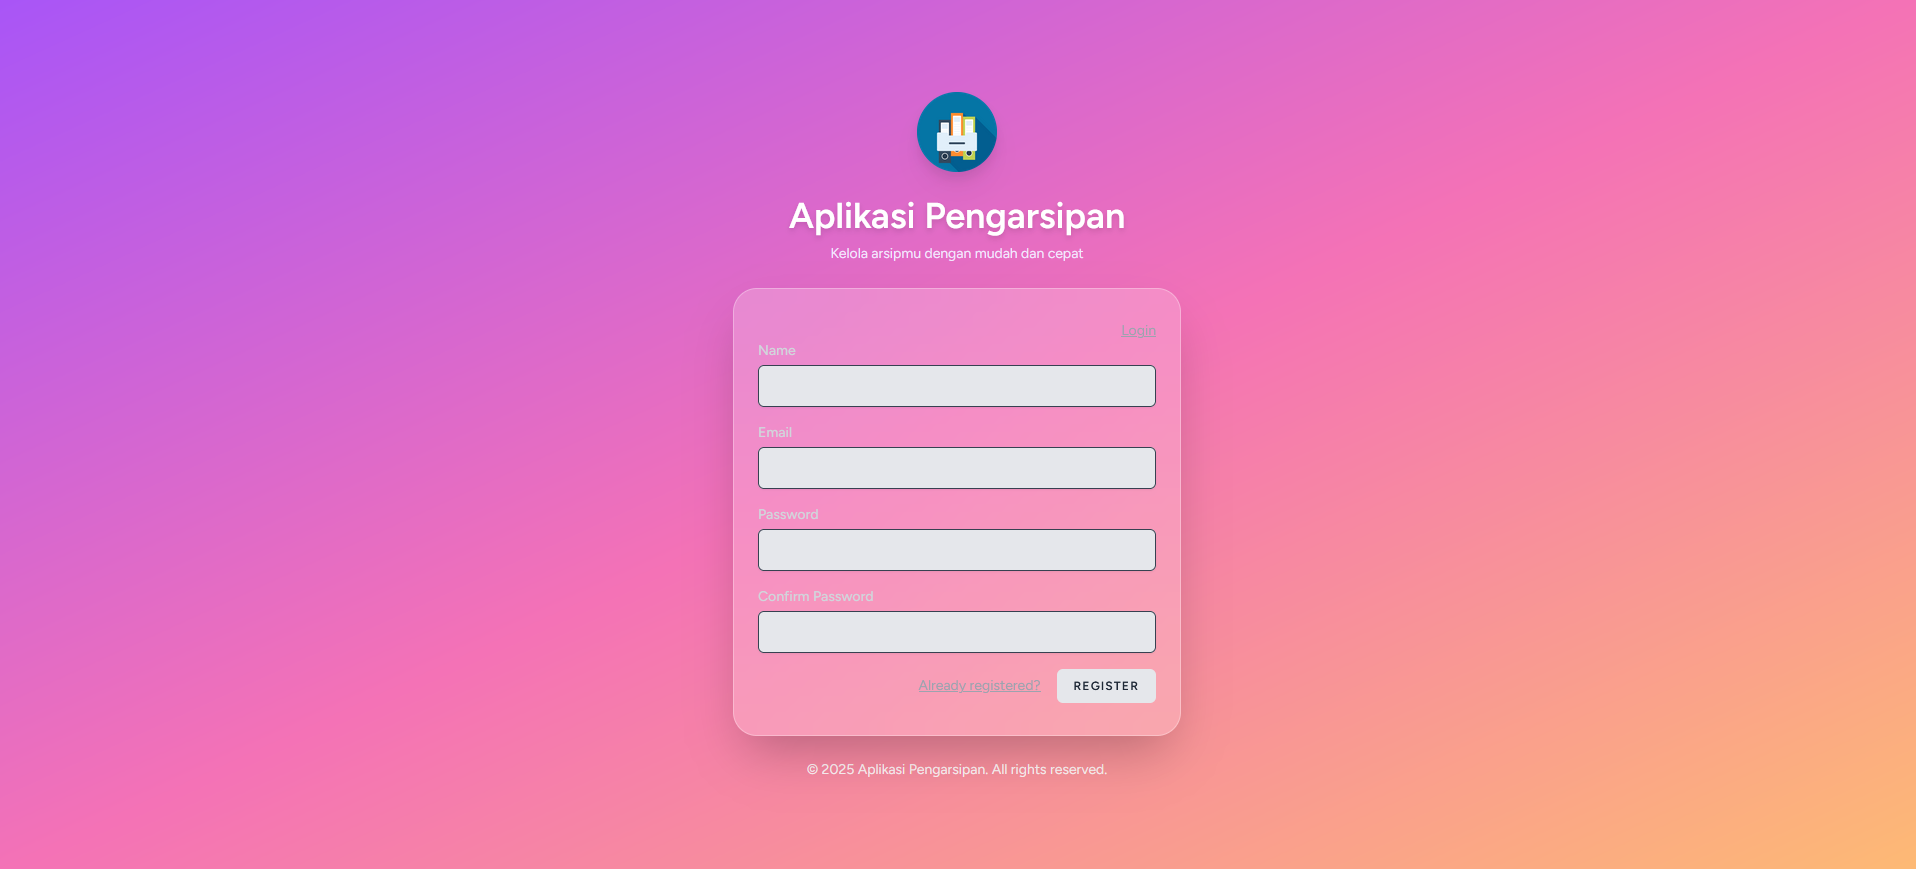 Aplikasi Pengarsipan
Kelola arsipmu dengan mudah dan cepat
Login
Name
Email
Password
Confirm Password
Already registered? REGISTER
© 2025 Aplikasi Pengarsipan. All rights reserved.